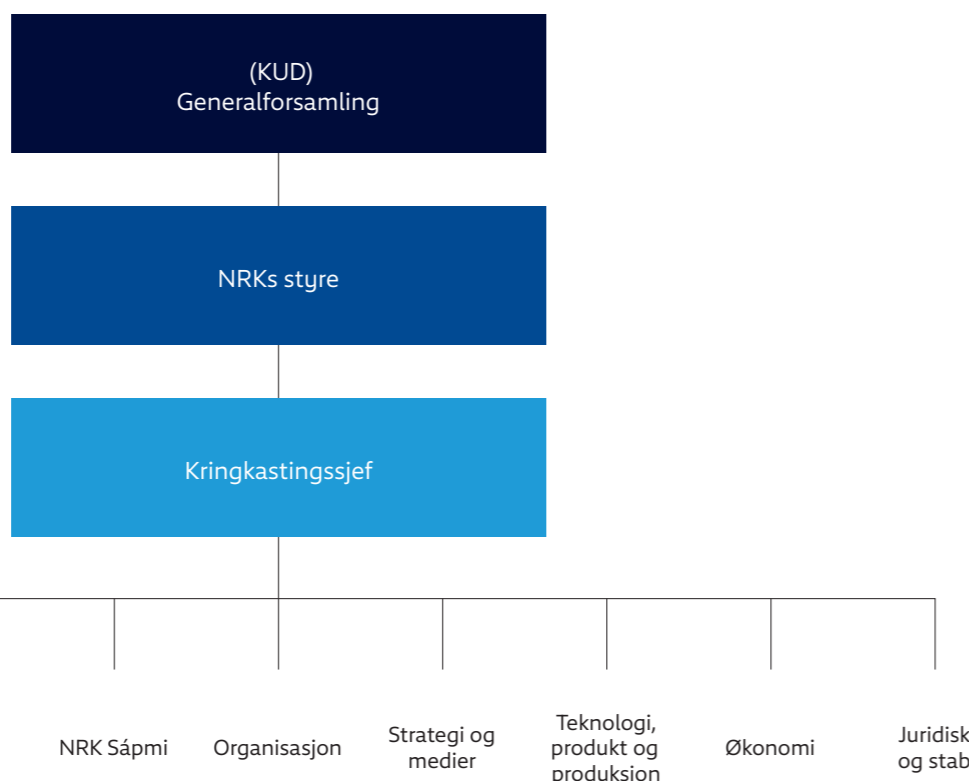 (KUD)
Generalforsamling
NRKs styre
Kringkastingssjef
NRK Sápmi
Organisasjon
Strategi og
medier
Teknologi,
produkt og
produksjon
Økonomi
Juridisk
og stab